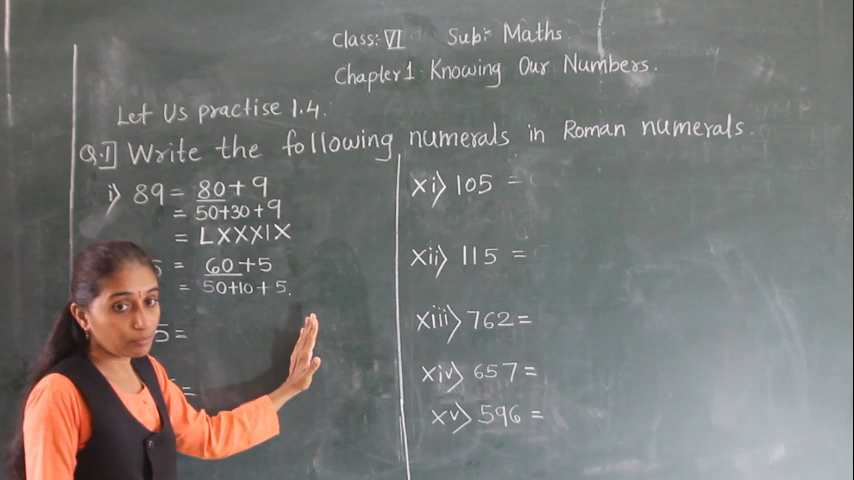 Class: VI Sub:- Maths
Chapter 1 Knowing Our Numbers.
Let Us practise 1.4.
Q.1] Write the following numerals in Roman numerals.
i) 89 = 80+9
= 50+30+9
= LXXXIX
5 = 60+5
= 50+10+5.
5 =
=
xi) 105 =
xii) 115 =
xiii) 762 =
xiv) 657 =
xv) 596 =